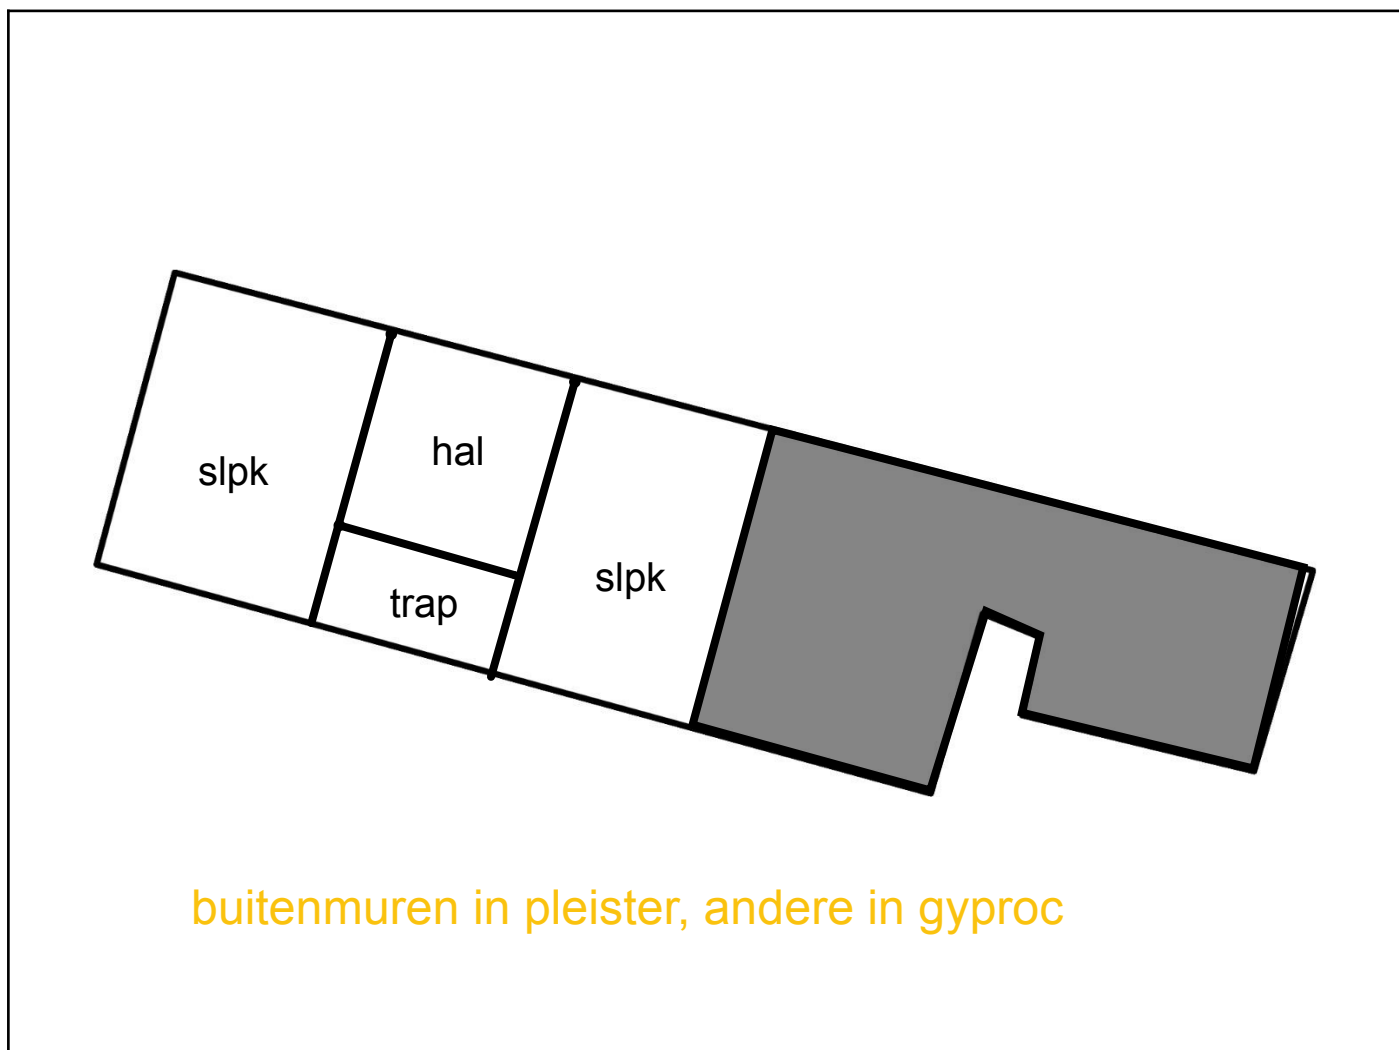 slpk
hal
trap
slpk
buitenmuren in pleister, andere in gyproc